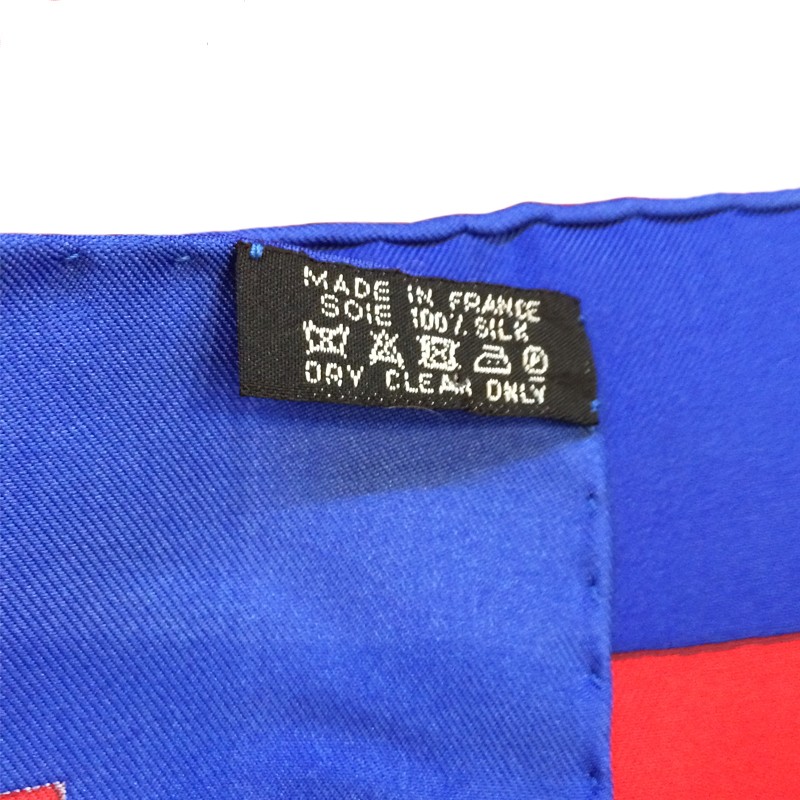 MADE IN FRANCE
SOIE 100% SILK
DRY CLEAN ONLY